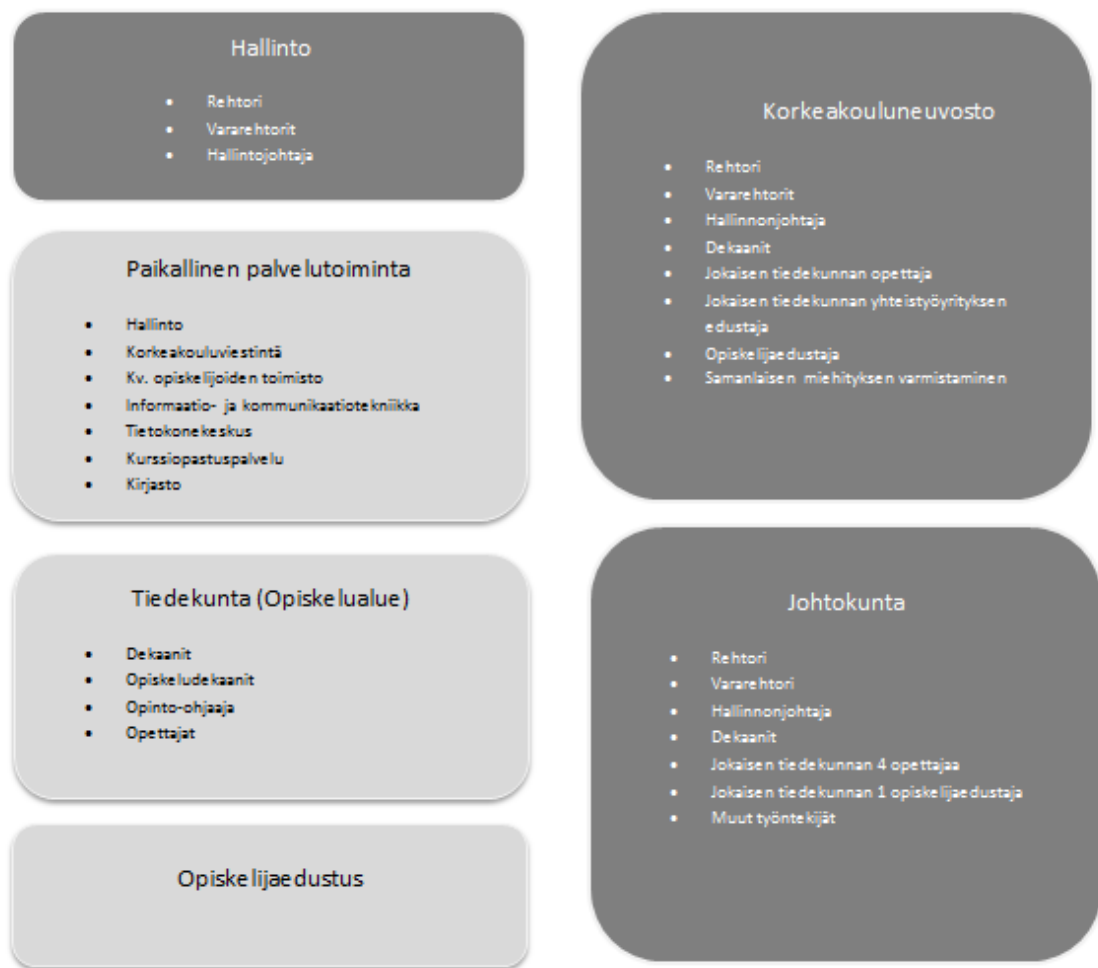 Hallinto
• Rehtori
• Vararehtorit
• Hallintojohtaja
Paikallinen palvelutoiminta
• Hallinto
• Korkeakouluviestintä
• Kv. opiskelijoiden toimisto
• Informaatio- ja kommunikaatiotekniikka
• Tietokonekeskus
• Kurssiopastuspalvelu
• Kirjasto
Tiedekunta (Opiskelualue)
• Dekaanit
• Opiskeludekaanit
• Opinto-ohjaaja
• Opettajat
Opiskelijaedustus
Korkeakouluneuvosto
• Rehtori
• Vararehtorit
• Hallinnonjohtaja
• Dekaanit
• Jokaisen tiedekunnan opettaja
• Jokaisen tiedekunnan yhteistyöyrityksen
edustaja
• Opiskelijaedustaja
• Samanlaisen miehityksen varmistaminen
Johtokunta
• Rehtori
• Vararehtori
• Hallinnonjohtaja
• Dekaanit
• Jokaisen tiedekunnan 4 opettajaa
• Jokaisen tiedekunnan 1 opiskelijaedustaja
• Muut työntekijät